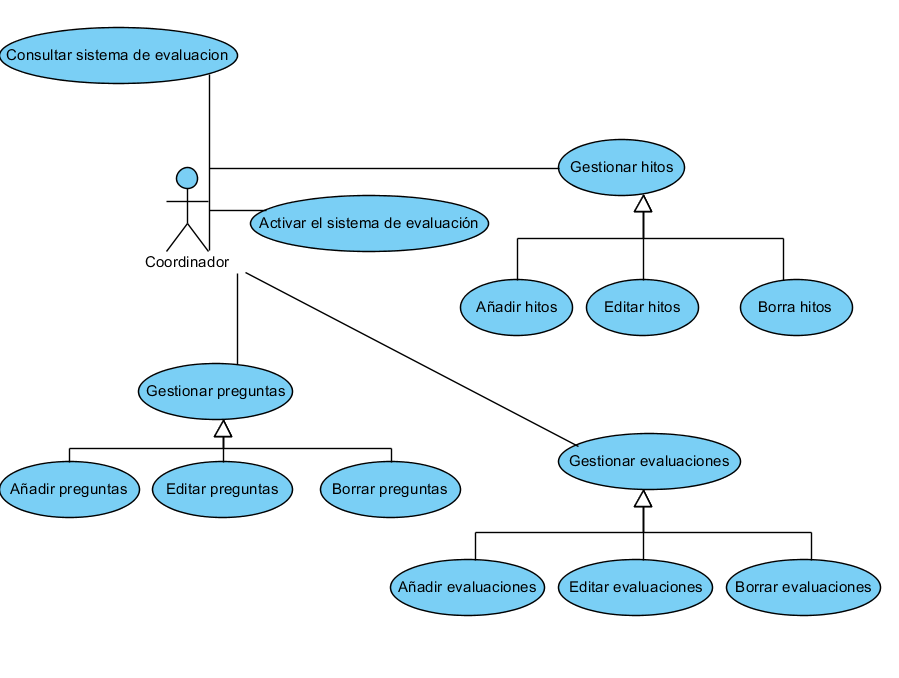 Consultar sistema de evaluacion
Gestionar hitos
Activar el sistema de evaluación
Coordinador
Añadir hitos
Editar hitos
Borra hitos
Gestionar preguntas
Gestionar evaluaciones
Añadir preguntas
Editar preguntas
Borrar preguntas
Añadir evaluaciones
Editar evaluaciones
Borrar evaluaciones